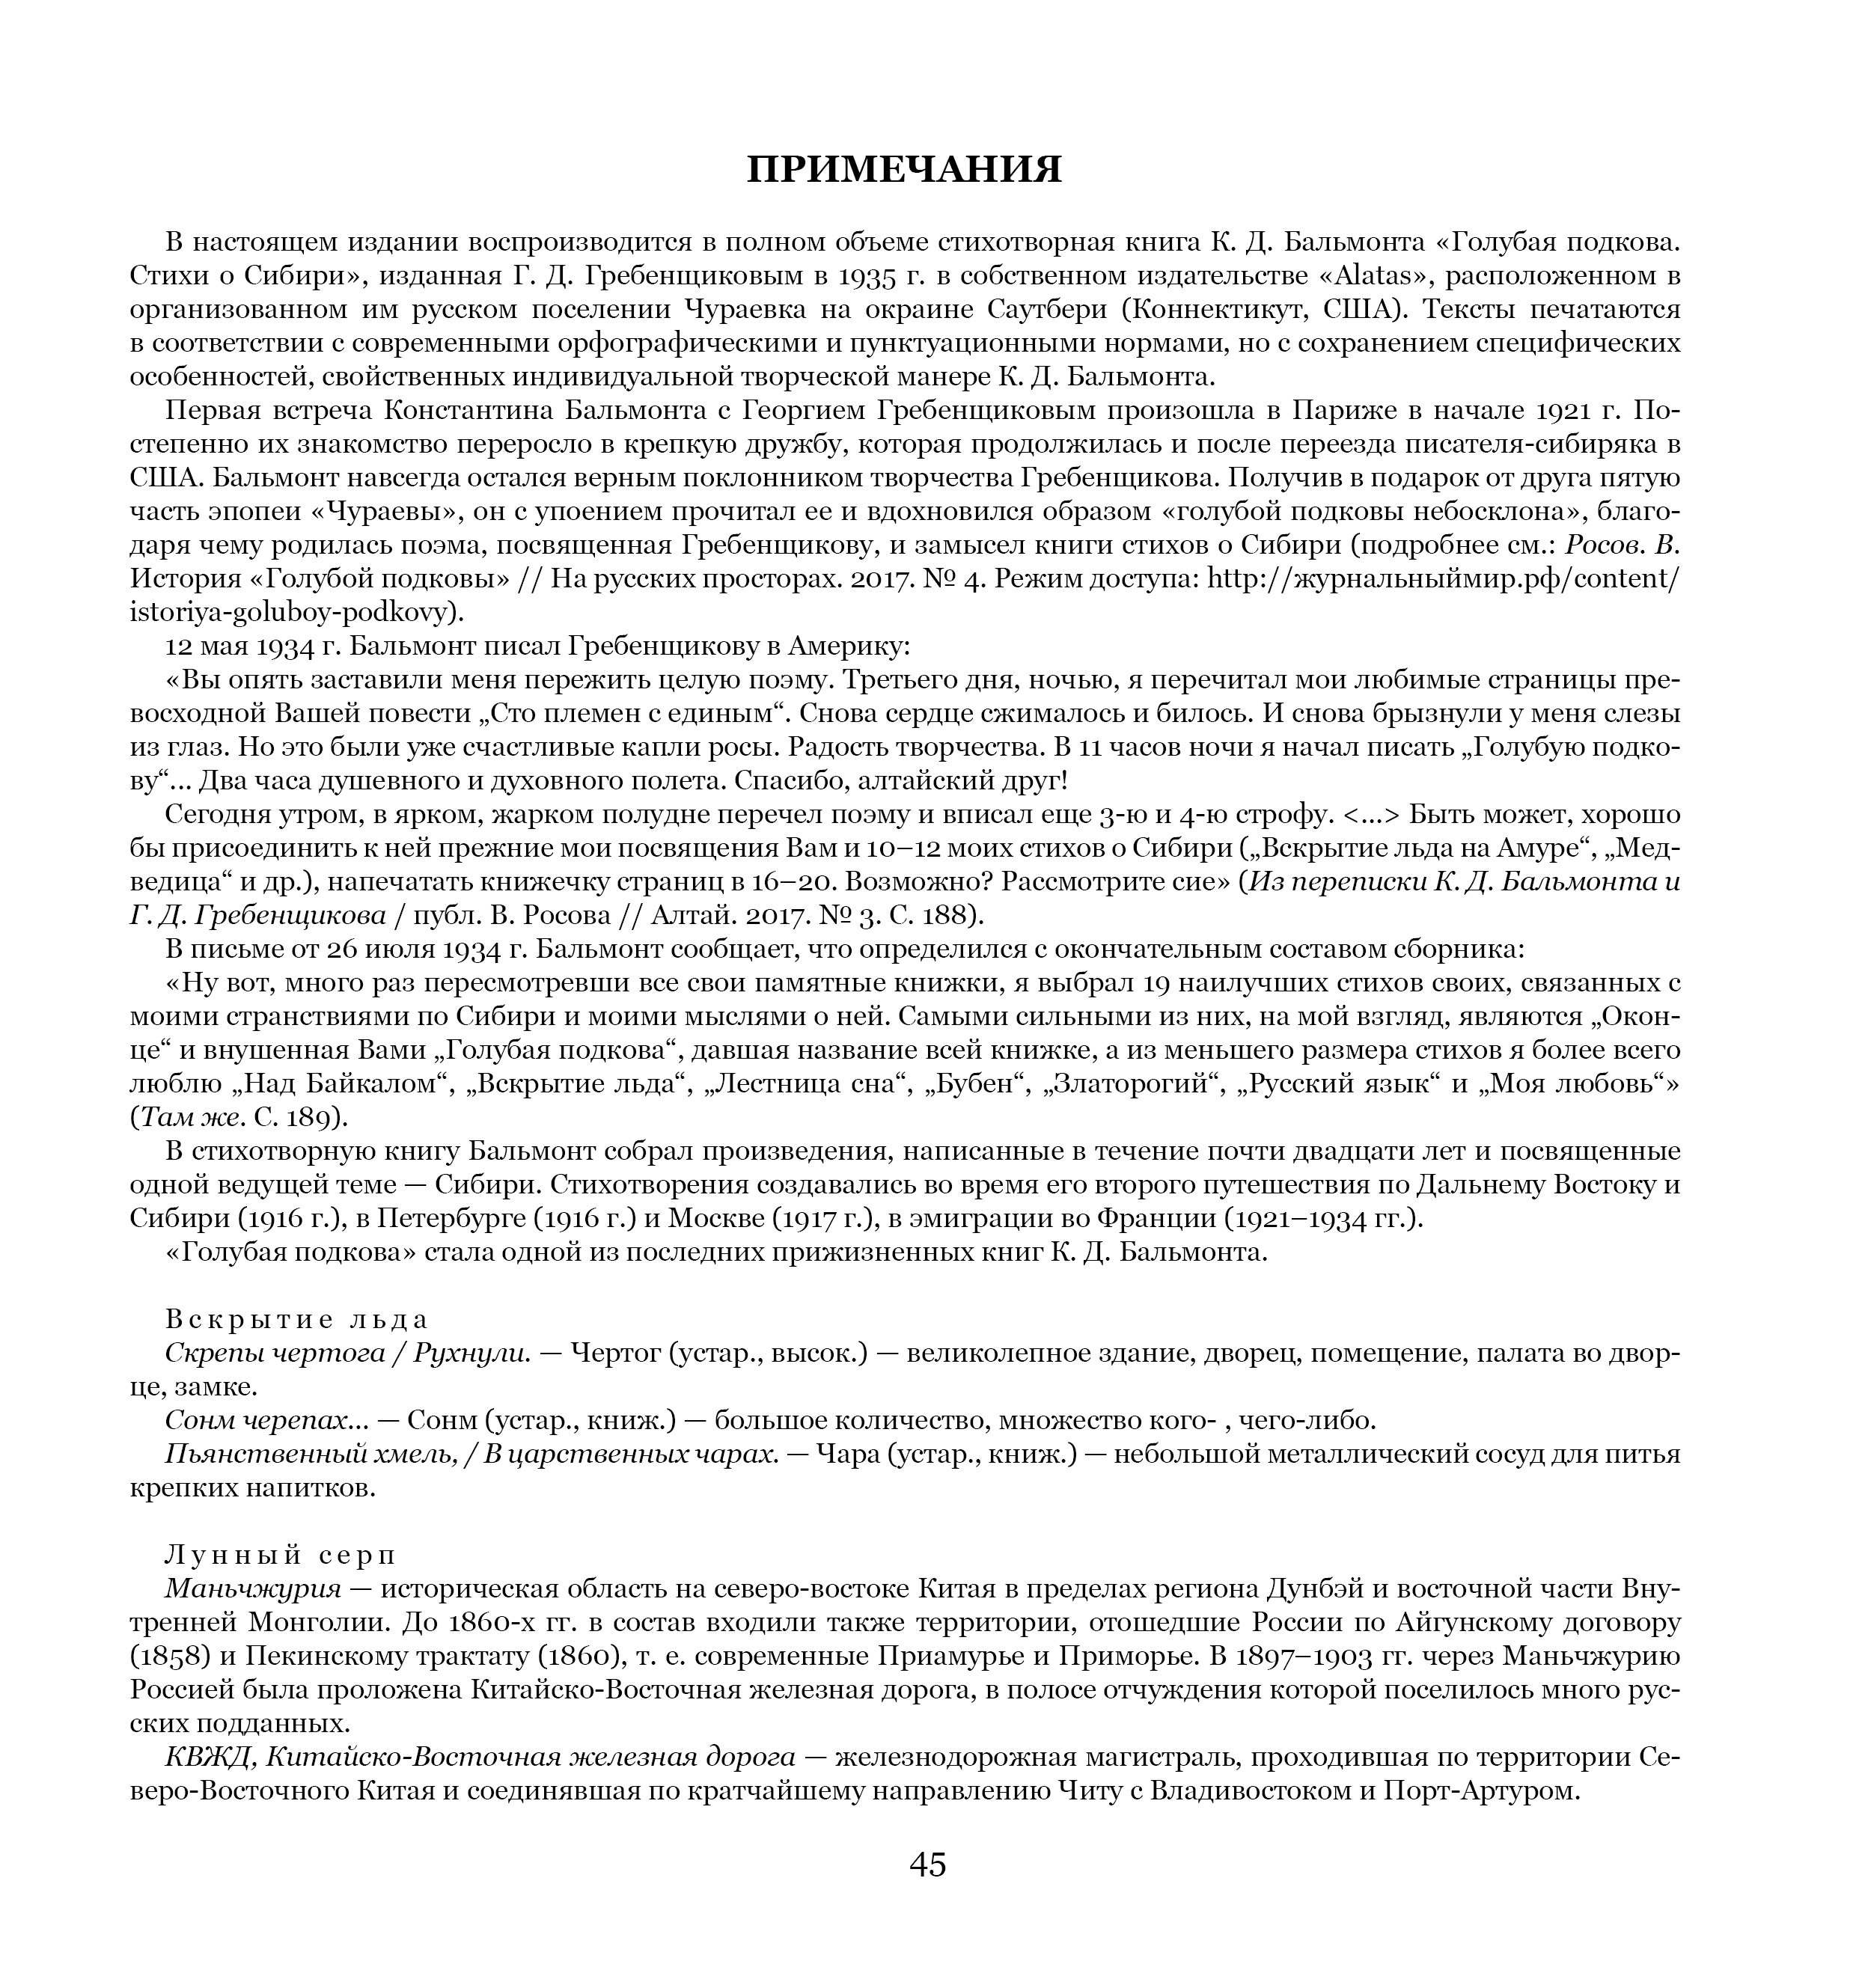 ПРИМЕЧАНИЯ
В настоящем издании воспроизводится в полном объеме стихотворная книга К. Д. Бальмонта «Голубая подкова.
Стихи о Сибири», изданная Г. Д. Гребенщиковым в 1935 г. в собственном издательстве «Alatas», расположенном в
организованном им русском поселении Чураевка на окраине Саутбери (Коннектикут, США). Тексты печатаются
в соответствии с современными орфографическими и пунктуационными нормами, но с сохранением специфических
особенностей, свойственных индивидуальной творческой манере К. Д. Бальмонта.
Первая встреча Константина Бальмонта с Георгием Гребенщиковым произошла в Париже в начале 1921 г. По-
степенно их знакомство переросло в крепкую дружбу, которая продолжилась и после переезда писателя-сибиряка в
США. Бальмонт навсегда остался верным поклонником творчества Гребенщикова. Получив в подарок от друга пятую
часть эпопеи «Чураевы», он с упоением прочитал ее и вдохновился образом «голубой подковы небосклона», благо-
даря чему родилась поэма, посвященная Гребенщикову, и замысел книги стихов о Сибири (подробнее см.: Росов. В.
История «Голубой подковы» // На русских просторах. 2017. № 4. Режим доступа: http://журнальныймир.рф/content/
istoriya-goluboy-podkovy).
12 мая 1934 г. Бальмонт писал Гребенщикову в Америку:
«Вы опять заставили меня пережить целую поэму. Третьего дня, ночью, я перечитал мои любимые страницы пре-
восходной Вашей повести „Сто племен с единым“. Снова сердце сжималось и билось. И снова брызнули у меня слезы
из глаз. Но это были уже счастливые капли росы. Радость творчества. В 11 часов ночи я начал писать „Голубую подко-
ву“... Два часа душевного и духовного полета. Спасибо, алтайский друг!
Сегодня утром, в ярком, жарком полудне перечел поэму и вписал еще 3-ю и 4-ю строфу. <...> Быть может, хорошо
бы присоединить к ней прежние мои посвящения Вам и 10–12 моих стихов о Сибири („Вскрытие льда на Амуре“, „Мед-
ведица“ и др.), напечатать книжечку страниц в 16–20. Возможно? Рассмотрите сие» (Из переписки К. Д. Бальмонта и
Г. Д. Гребенщикова / публ. В. Росова // Алтай. 2017. № 3. С. 188).
В письме от 26 июля 1934 г. Бальмонт сообщает, что определился с окончательным составом сборника:
«Ну вот, много раз пересмотревши все свои памятные книжки, я выбрал 19 наилучших стихов своих, связанных с
моими странствиями по Сибири и моими мыслями о ней. Самыми сильными из них, на мой взгляд, являются „Окон-
це“ и внушенная Вами „Голубая подкова“, давшая название всей книжке, а из меньшего размера стихов я более всего
люблю „Над Байкалом“, „Вскрытие льда“, „Лестница сна“, „Бубен“, „Златорогий“, „Русский язык“ и „Моя любовь“»
(Там же. С. 189).
В стихотворную книгу Бальмонт собрал произведения, написанные в течение почти двадцати лет и посвященные
одной ведущей теме — Сибири. Стихотворения создавались во время его второго путешествия по Дальнему Востоку и
Сибири (1916 г.), в Петербурге (1916 г.) и Москве (1917 г.), в эмиграции во Франции (1921–1934 гг.).
«Голубая подкова» стала одной из последних прижизненных книг К. Д. Бальмонта.
Вскрытие льда
Скрепы чертога / Рухнули. — Чертог (устар., высок.) — великолепное здание, дворец, помещение, палата во двор-
це, замке.
Сонм черепах... — Сонм (устар., книж.) — большое количество, множество кого- , чего-либо.
Пьянственный хмель, / В царственных чарах. — Чара (устар., книж.) — небольшой металлический сосуд для питья
крепких напитков.
Лунный серп
Маньчжурия — историческая область на северо-востоке Китая в пределах региона Дунбэй и восточной части Вну-
тренней Монголии. До 1860-х гг. в состав входили также территории, отошедшие России по Айгунскому договору
(1858) и Пекинскому трактату (1860), т. е. современные Приамурье и Приморье. В 1897–1903 гг. через Маньчжурию
Россией была проложена Китайско-Восточная железная дорога, в полосе отчуждения которой поселилось много рус-
ских подданных.
КВЖД, Китайско-Восточная железная дорога — железнодорожная магистраль, проходившая по территории Се-
веро-Восточного Китая и соединявшая по кратчайшему направлению Читу с Владивостоком и Порт-Артуром.
45